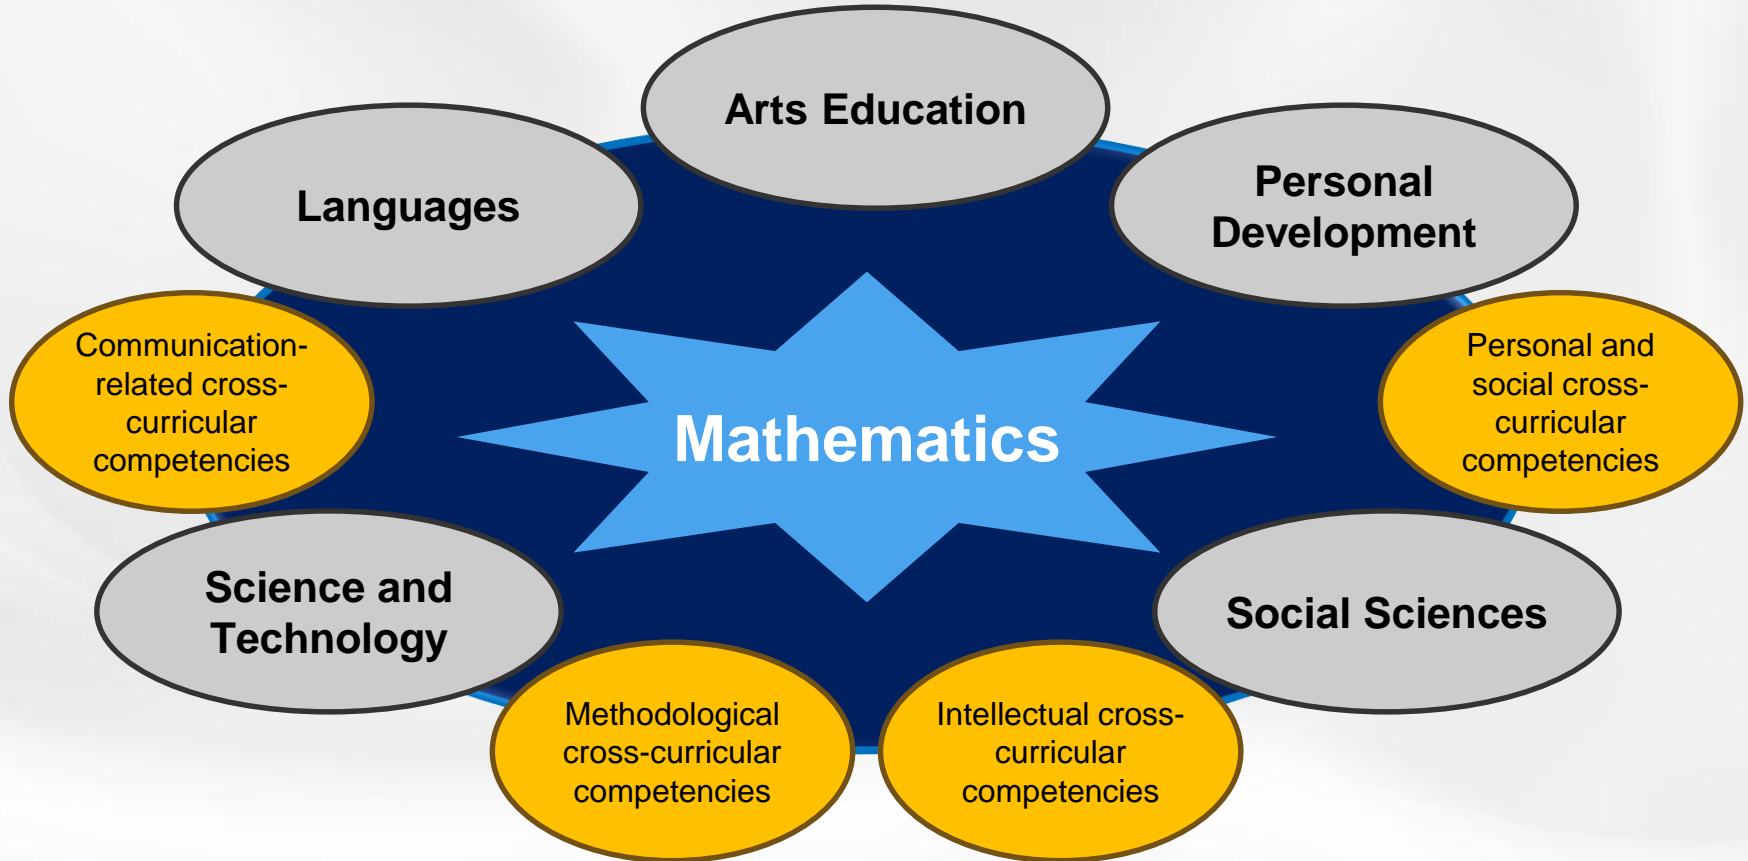 Arts Education
Languages
Personal
Development
Communication-
related cross-
curricular
competencies
Personal and
social cross-
curricular
competencies
Mathematics
Science and
Technology
Social Sciences
Methodological
cross-curricular
competencies
Intellectual cross-
curricular
competencies